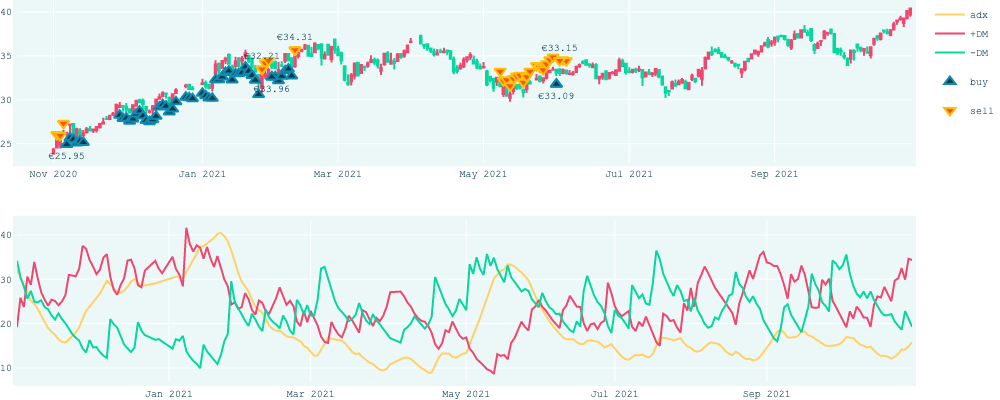 40
35
30
25
€34.31
€32.21
€33.96
€33.15
€33.09
€25.95
Nov 2020 Jan 2021 Mar 2021 May 2021 Jul 2021 Sep 2021
adx
+DM
-DM
buy
sell
40
30
20
10
Jan 2021 Mar 2021 May 2021 Jul 2021 Sep 2021